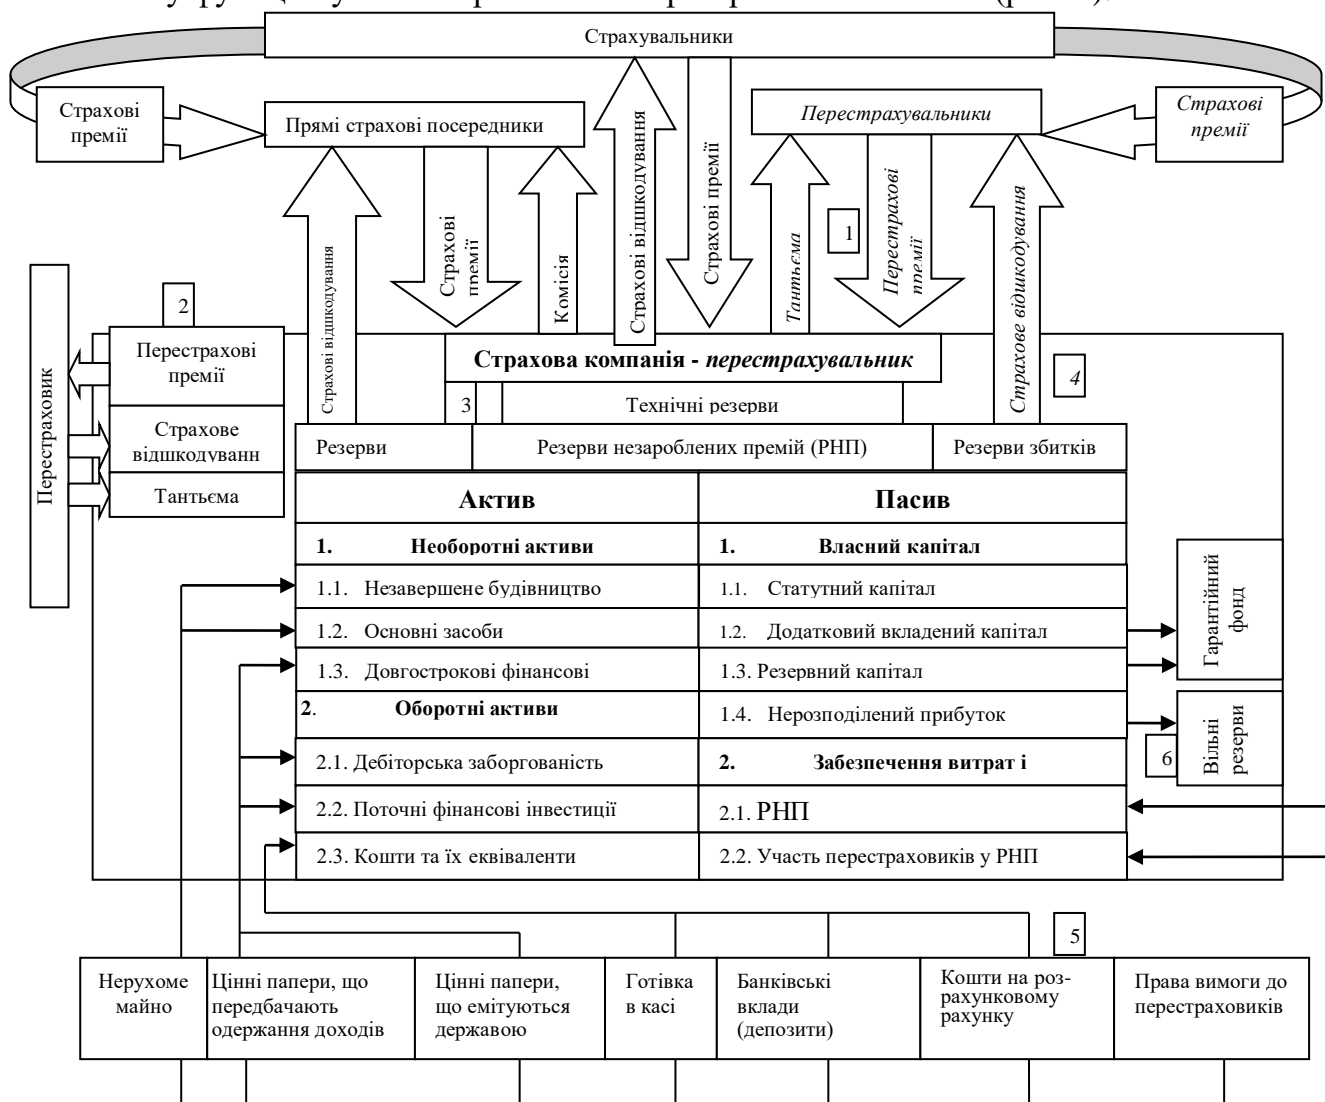 Страхувальники
Страхові
премії
Прямі страхові посередники
Перестрахувальники
Страхові
премії
Страхові відшкодування
Страхові
премії
Комісія
Страхові відшкодування
Страхові премії
Тантьєма
1
Перестрахові
премії
Страхове відшкодування
4
2
Перестраховик
Перестрахові
премії
Страхове
відшкодуванн
Тантьєма
Страхова компанія - перестрахувальник
3
Технічні резерви
Резерви
Резерви незароблених премій (РНП)
Резерви збитків
Актив
Пасив
1. Необоротні активи
1. Власний капітал
1.1. Незавершене будівництво
1.1. Статутний капітал
1.2. Основні засоби
1.2. Додатковий вкладений капітал
1.3. Довгострокові фінансові
1.3. Резервний капітал
2. Оборотні активи
1.4. Нерозподілений прибуток
2.1. Дебіторська заборгованість
2. Забезпечення витрат і
2.2. Поточні фінансові інвестиції
2.1. РНП
2.3. Кошти та їх еквіваленти
2.2. Участь перестраховиків у РНП
Гарантійний
фонд
Вільні
резерви
6
5
Нерухоме
майно
Цінні папери, що
передбачають
одержання доходів
Цінні папери,
що емітуються
державою
Готівка
в касі
Банківські
вклади
(депозити)
Кошти на роз-
рахунковому
рахунку
Права вимоги до
перестраховиків